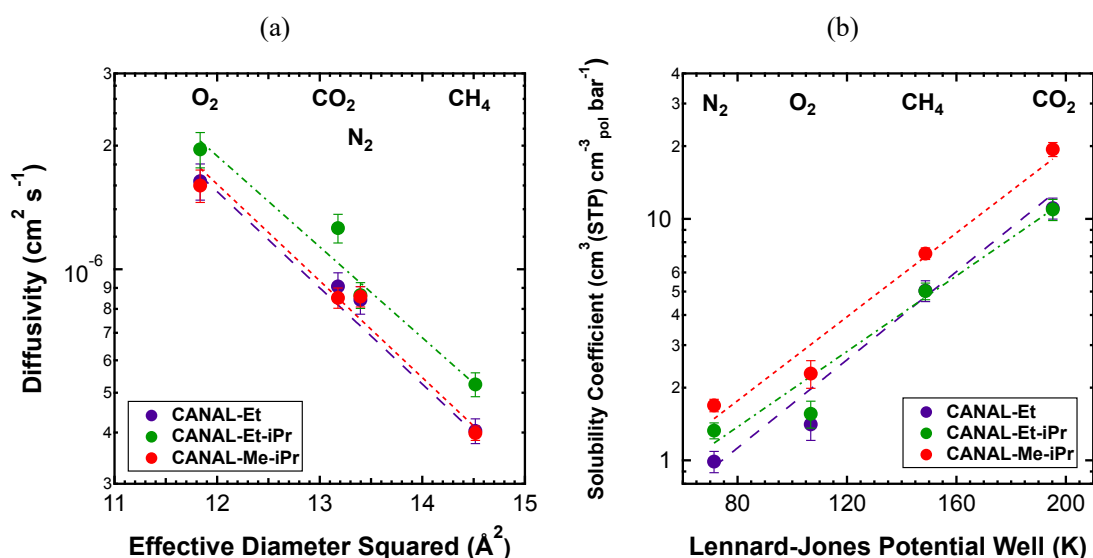 (a)
(b)
3
2
10⁻⁶
9
8
7
6
5
4
3
O₂
CO₂
CH₄
N₂
CANAL-Et
CANAL-Et-iPr
CANAL-Me-iPr
11
12
13
14
15
Diffusivity (cm² s⁻¹)
Effective Diameter Squared (Å²)
4
3
2
10
6
5
4
3
2
1
N₂
O₂
CH₄
CO₂
CANAL-Et
CANAL-Et-iPr
CANAL-Me-iPr
80
120
160
200
Solubility Coefficient (cm³(STP) cm⁻³pol bar⁻¹)
Lennard-Jones Potential Well (K)